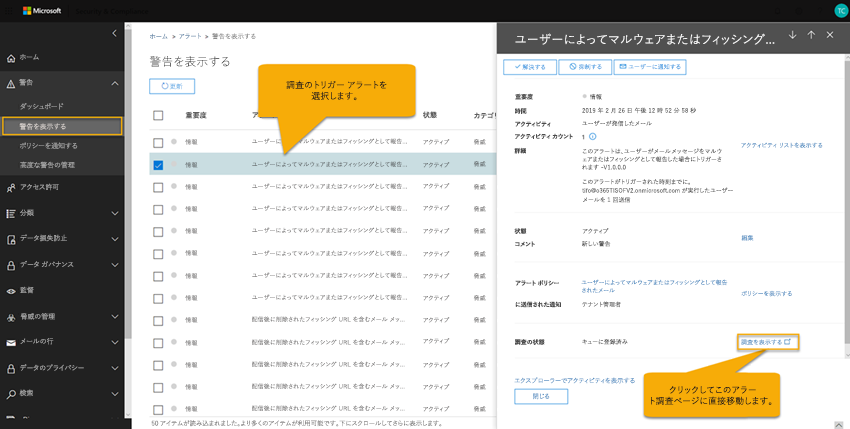 Microsoft
TC
ホーム
警告
ダッシュボード
警告を表示する
ポリシーを通知する
高度な警告の管理
アクセス許可
分類
データ損失防止
データ ガバナンス
監督
脅威の管理
メールの行
データのプライバシー
検索
ホーム > アラート > 警告を表示する
警告を表示する
更新
重要度
状態
カテゴリ
情報 ユーザーによってマルウェアまたはフィッシングとして報告... アクティブ 脅威
情報 ユーザーによってマルウェアまたはフィッシングとして報告... アクティブ 脅威
情報 ユーザーによってマルウェアまたはフィッシングとして報告... アクティブ 脅威
情報 ユーザーによってマルウェアまたはフィッシングとして報告... アクティブ 脅威
情報 ユーザーによってマルウェアまたはフィッシングとして報告... アクティブ 脅威
情報 ユーザーによってマルウェアまたはフィッシングとして報告... アクティブ 脅威
情報 ユーザーによってマルウェアまたはフィッシングとして報告... アクティブ 脅威
情報 ユーザーによってマルウェアまたはフィッシングとして報告... アクティブ 脅威
情報 配信後に削除されたフィッシング URL を含むメール メッ... アクティブ 脅威
情報 配信後に削除されたフィッシング URL を含むメール メッ... アクティブ 脅威
情報 配信後に削除されたフィッシング URL を含むメール メッ... アクティブ 脅威
情報 配信後に削除されたフィッシング URL を含むメール メッ... アクティブ 脅威
50 アイテムが読み込まれました。より多くのアイテムが利用可能です。下にスクロールしてさらに表示します。
調査のトリガー アラートを
選択します。
ユーザーによってマルウェアまたはフィッシング...
解決する
抑制する
ユーザーに通知する
重要度 情報
時間 2019 年 2 月 26 日午後 12 時 52 分 58 秒
アクティビティ ユーザーが発信したメール
アクティビティ カウント 1
詳細 このアラートは、ユーザーがメールメッセージをマルウ
ェアまたはフィッシングとして報告した場合にトリガーさ
れます -V1.0.0.0
アクティビティ リストを表示する
このアラートがトリガーされた時刻までに、
が実行したユーザー
メールを 1 回送信
状態 アクティブ
コメント 新しい警告
編集
アラート ポリシー ユーザーによってマルウェアまたはフィッシングとして報告
されたメール
に送信された通知 テナント管理者
ポリシーを表示する
調査の状態 キューに登録済み
調査を表示する
エクスプローラーでアクティビティを表示する
閉じる
クリックしてこのアラー
ト調査ページに直接移動します。